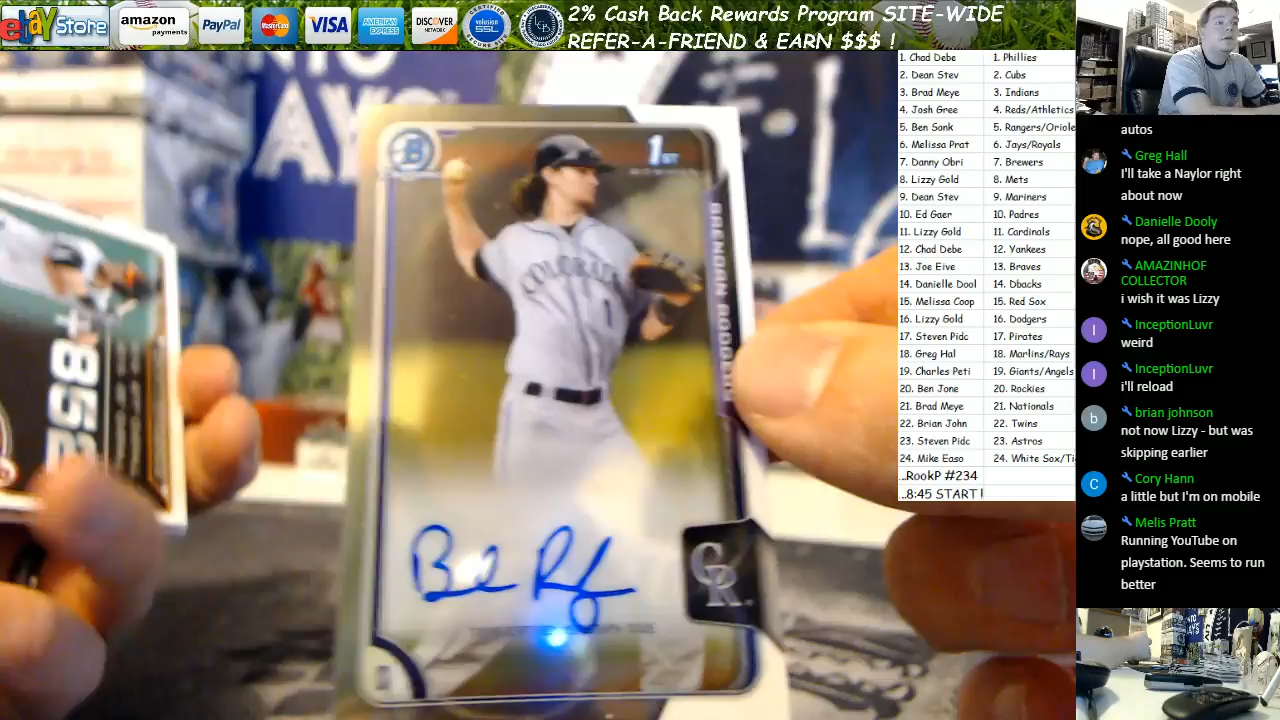 ebay Store
amazon
payments
PayPal
MasterCard
VISA
AMERICAN
EXPRESS
DISCOVER
NETWORK
volusion
SSL
2% Cash Back Rewards Program SITE-WIDE
REFER-A-FRIEND & EARN $$$ !
1. Chad Debe 1. Phillies
2. Dean Stev 2. Cubs
3. Brad Meye 3. Indians
4. Josh Gree 4. Reds/Athletics
5. Ben Sonk 5. Rangers/Oriole
6. Melissa Prat 6. Jays/Royals
7. Danny Obri 7. Brewers
8. Lizzy Gold 8. Mets
9. Dean Stev 9. Mariners
10. Ed Gaer 10. Padres
11. Lizzy Gold 11. Cardinals
12. Chad Debe 12. Yankees
13. Joe Eive 13. Braves
14. Danielle Dool 14. Dbacks
15. Melissa Coop 15. Red Sox
16. Lizzy Gold 16. Dodgers
17. Steven Pidc 17. Pirates
18. Greg Hal 18. Marlins/Rays
19. Charles Peti 19. Giants/Angels
20. Ben Jone 20. Rockies
21. Brad Meye 21. Nationals
22. Brian John 22. Twins
23. Steven Pidc 23. Astros
24. Mike Easo 24. White Sox/Ti
..RookP #234
..8:45 START !
autos
Greg Hall
I'll take a Naylor right
about now
Danielle Dooly
nope, all good here
AMAZINHOF
COLLECTOR
i wish it was Lizzy
InceptionLuvr
weird
InceptionLuvr
i'll reload
brian johnson
not now Lizzy - but was
skipping earlier
Cory Hann
a little but I'm on mobile
Melis Pratt
Running YouTube on
playstation. Seems to run
better
B
1ST
BRENDAN RODGERS
COLORADO
1
CR